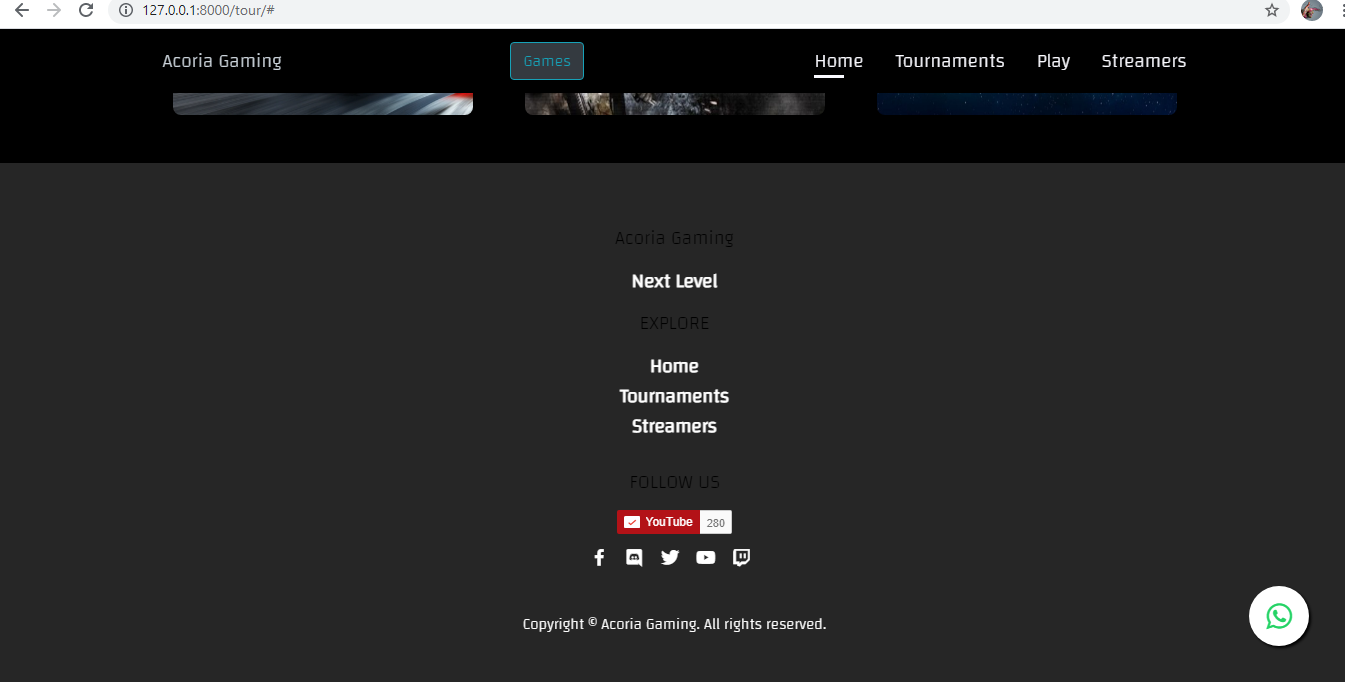 127.0.0.1:8000/tour/#
Acoria Gaming
Games
Home
Tournaments
Play
Streamers
Acoria Gaming
Next Level
EXPLORE
Home
Tournaments
Streamers
FOLLOW US
YouTube 280
Copyright © Acoria Gaming. All rights reserved.